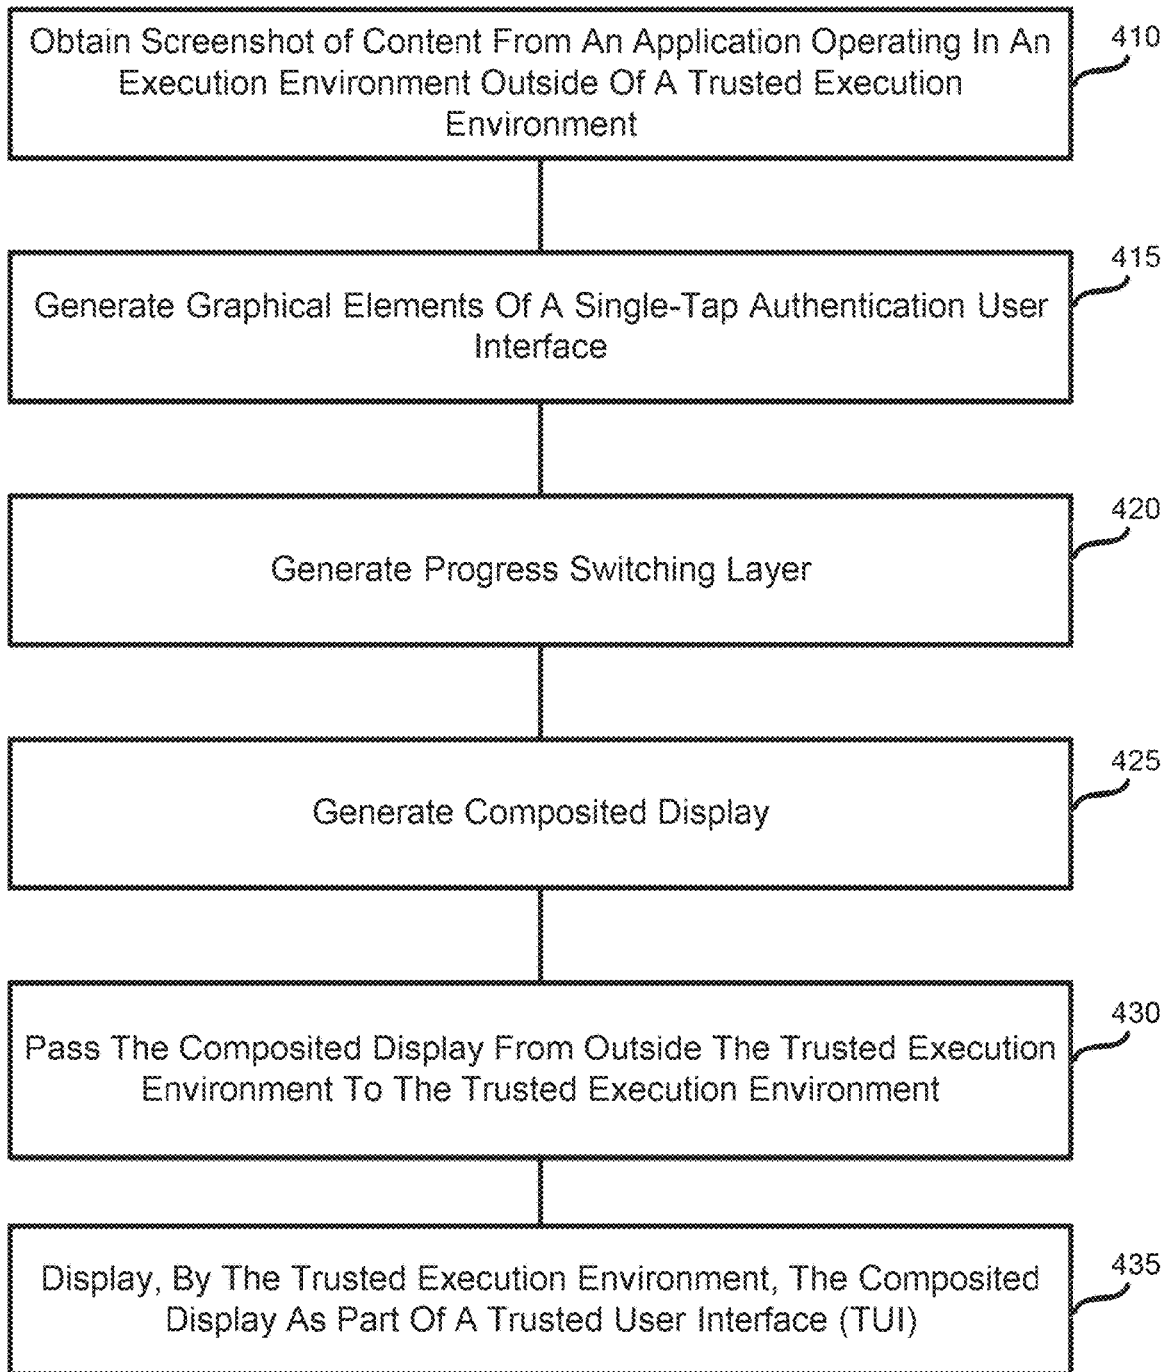 Obtain Screenshot of Content From An Application Operating In An
Execution Environment Outside Of A Trusted Execution
Environment
410
Generate Graphical Elements Of A Single-Tap Authentication User
Interface
415
Generate Progress Switching Layer
420
Generate Composited Display
425
Pass The Composited Display From Outside The Trusted Execution
Environment To The Trusted Execution Environment
430
Display, By The Trusted Execution Environment, The Composited
Display As Part Of A Trusted User Interface (TUI)
435